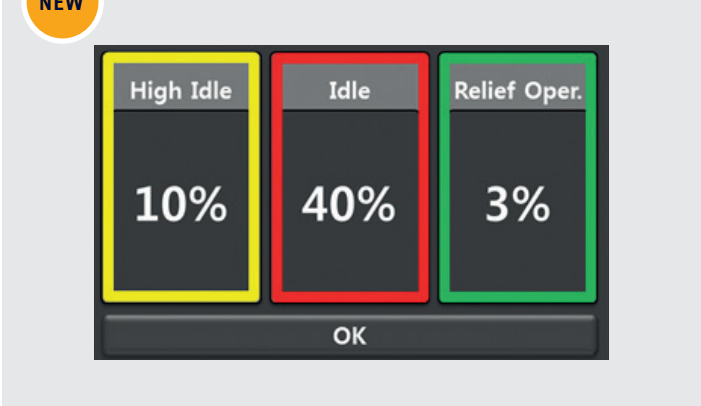 NEW
High Idle
Idle
Relief Oper.
10%
40%
3%
OK